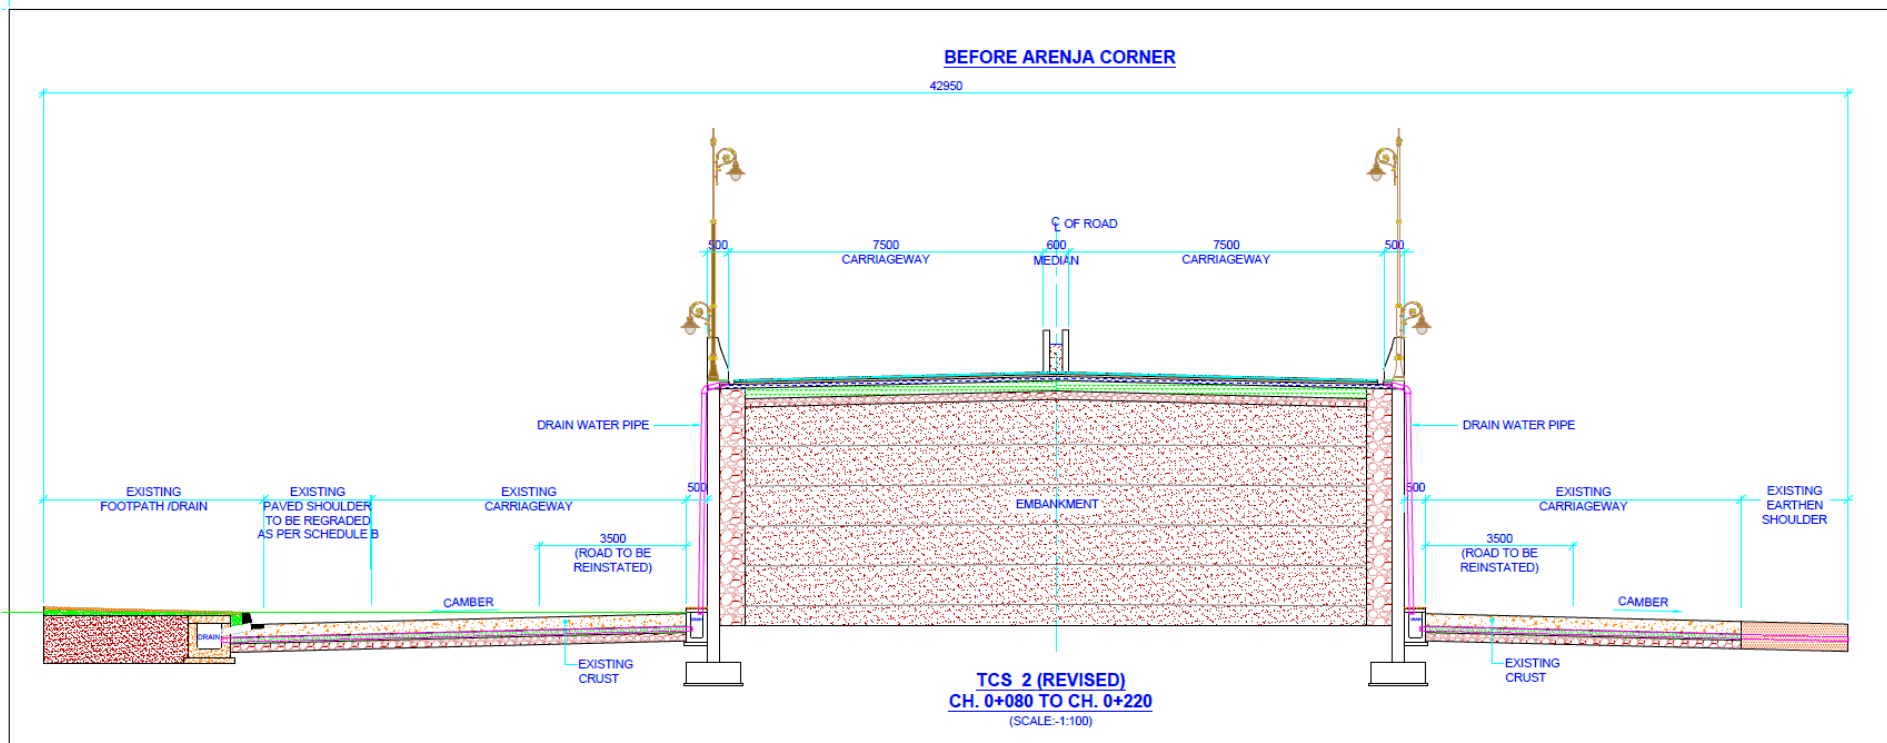 BEFORE ARENJA CORNER
42950
℄ OF ROAD
500
7500
600
7500
500
CARRIAGEWAY
MEDIAN
CARRIAGEWAY
DRAIN WATER PIPE
DRAIN WATER PIPE
EXISTING
FOOTPATH /DRAIN
EXISTING
PAVED SHOULDER
TO BE REGRADED
AS PER SCHEDULE B
EXISTING
CARRIAGEWAY
500
EMBANKMENT
500
EXISTING
CARRIAGEWAY
EXISTING
EARTHEN
SHOULDER
3500
(ROAD TO BE
REINSTATED)
3500
(ROAD TO BE
REINSTATED)
CAMBER
CAMBER
DRAIN
DRAIN
DRAIN
EXISTING
CRUST
EXISTING
CRUST
TCS 2 (REVISED)
CH. 0+080 TO CH. 0+220
(SCALE:-1:100)